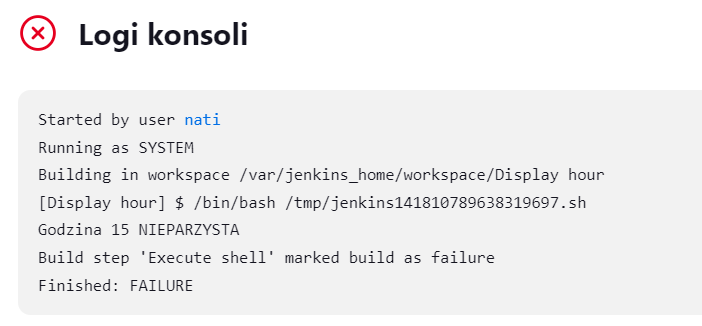 Logi konsoli
Started by user nati
Running as SYSTEM
Building in workspace /var/jenkins_home/workspace/Display hour
[Display hour] $ /bin/bash /tmp/jenkins141810789638319697.sh
Godzina 15 NIEPARZYSTA
Build step 'Execute shell' marked build as failure
Finished: FAILURE